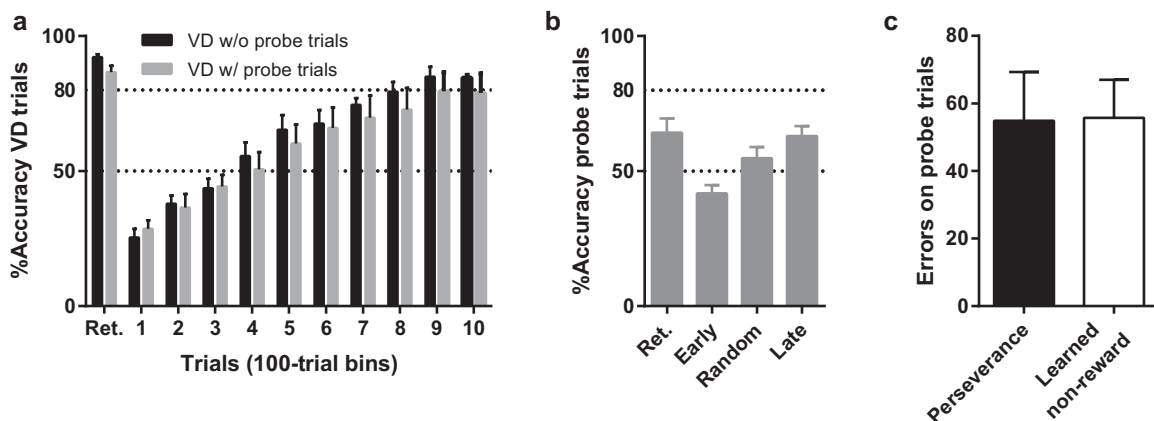 a
%Accuracy VD trials
100
80
50
0
VD w/o probe trials
VD w/ probe trials
Ret. 1 2 3 4 5 6 7 8 9 10
Trials (100-trial bins)
b
%Accuracy probe trials
100
80
50
0
Ret.
Early
Random
Late
c
Errors on probe trials
80
60
40
20
0
Perseverance
Learned
non-reward